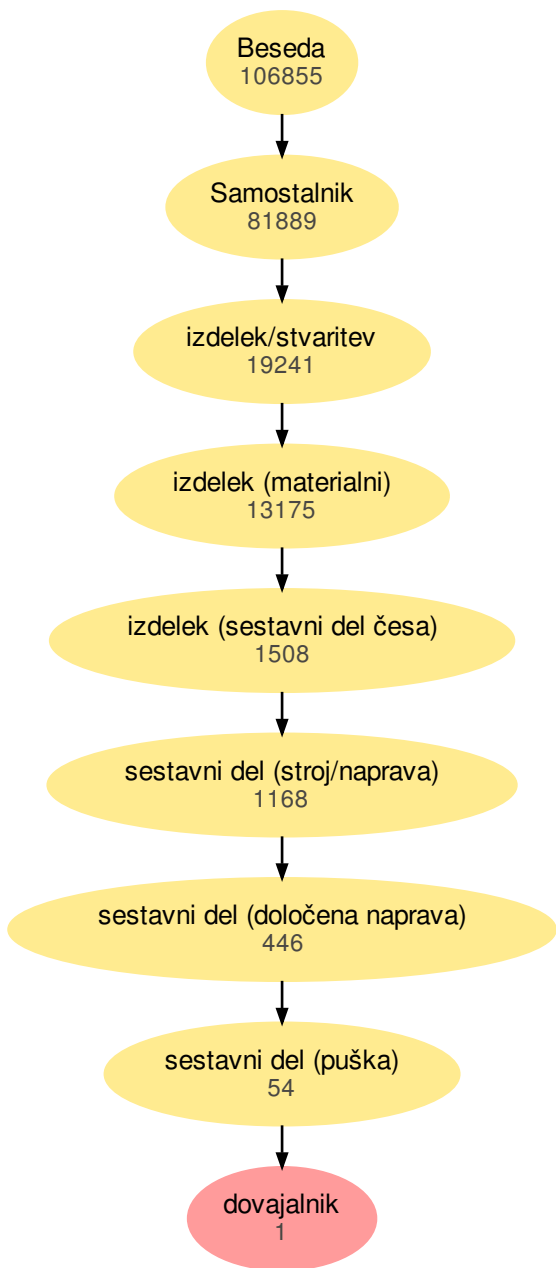 Beseda
106855
Samostalnik
81889
izdelek/stvaritev
19241
izdelek (materialni)
13175
izdelek (sestavni del česa)
1508
sestavni del (stroj/naprava)
1168
sestavni del (določena naprava)
446
sestavni del (puška)
54
dovajalnik
1